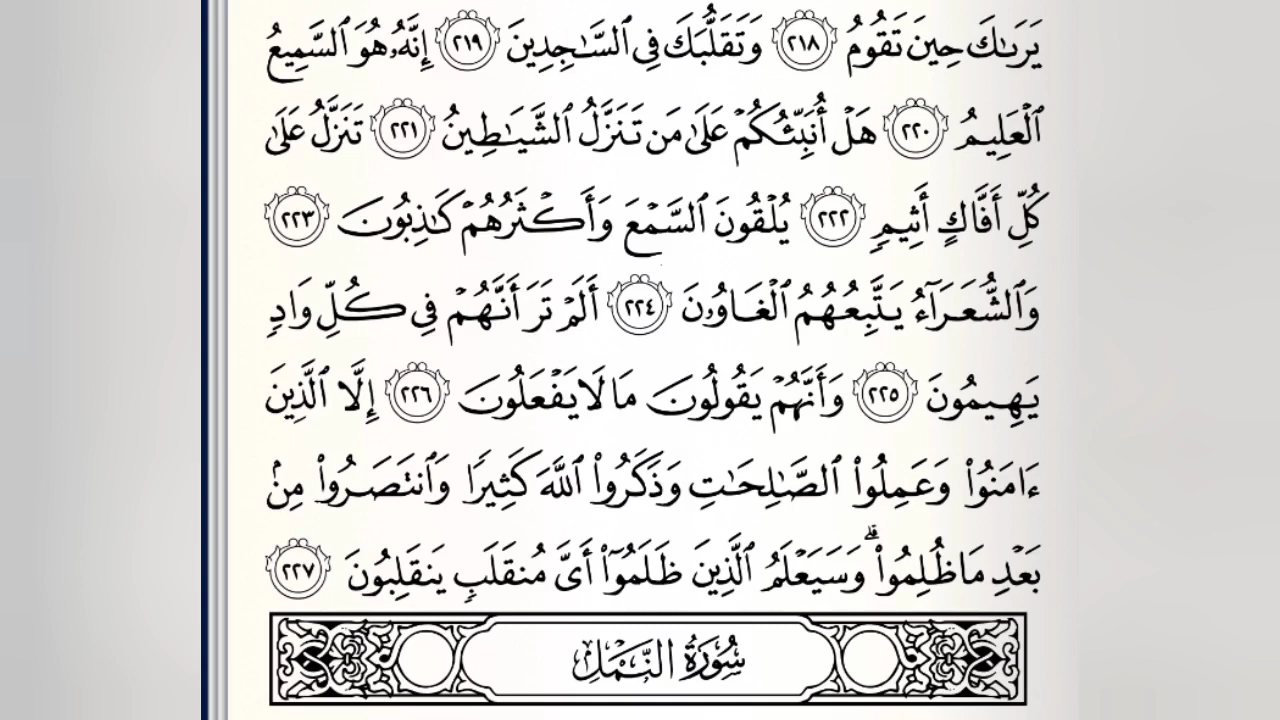 يَرَىٰكَ حِينَ تَقُومُ ٢١٨ وَتَقَلُّبَكَ فِي ٱلسَّٰجِدِينَ ٢١٩ إِنَّهُۥ هُوَ ٱلسَّمِيعُ
ٱلْعَلِيمُ ٢٢٠ هَلْ أُنَبِّئُكُمْ عَلَىٰ مَن تَنَزَّلُ ٱلشَّيَٰطِينُ ٢٢١ تَنَزَّلُ عَلَىٰ
كُلِّ أَفَّاكٍ أَثِيمٍ ٢٢٢ يُلْقُونَ ٱلسَّمْعَ وَأَكْثَرُهُمْ كَٰذِبُونَ ٢٢٣
وَٱلشُّعَرَآءُ يَتَّبِعُهُمُ ٱلْغَاوُۥنَ ٢٢٤ أَلَمْ تَرَ أَنَّهُمْ فِي كُلِّ وَادٍ
يَهِيمُونَ ٢٢٥ وَأَنَّهُمْ يَقُولُونَ مَا لَا يَفْعَلُونَ ٢٢٦ إِلَّا ٱلَّذِينَ
ءَامَنُوا۟ وَعَمِلُوا۟ ٱلصَّٰلِحَٰتِ وَذَكَرُوا۟ ٱللَّهَ كَثِيرًا وَٱنتَصَرُوا۟ مِنۢ
بَعْدِ مَا ظُلِمُوا۟ ۗ وَسَيَعْلَمُ ٱلَّذِينَ ظَلَمُوٓا۟ أَىَّ مُنقَلَبٍ يَنقَلِبُونَ ٢٢٧
سُورَةُ النَّمْلِ